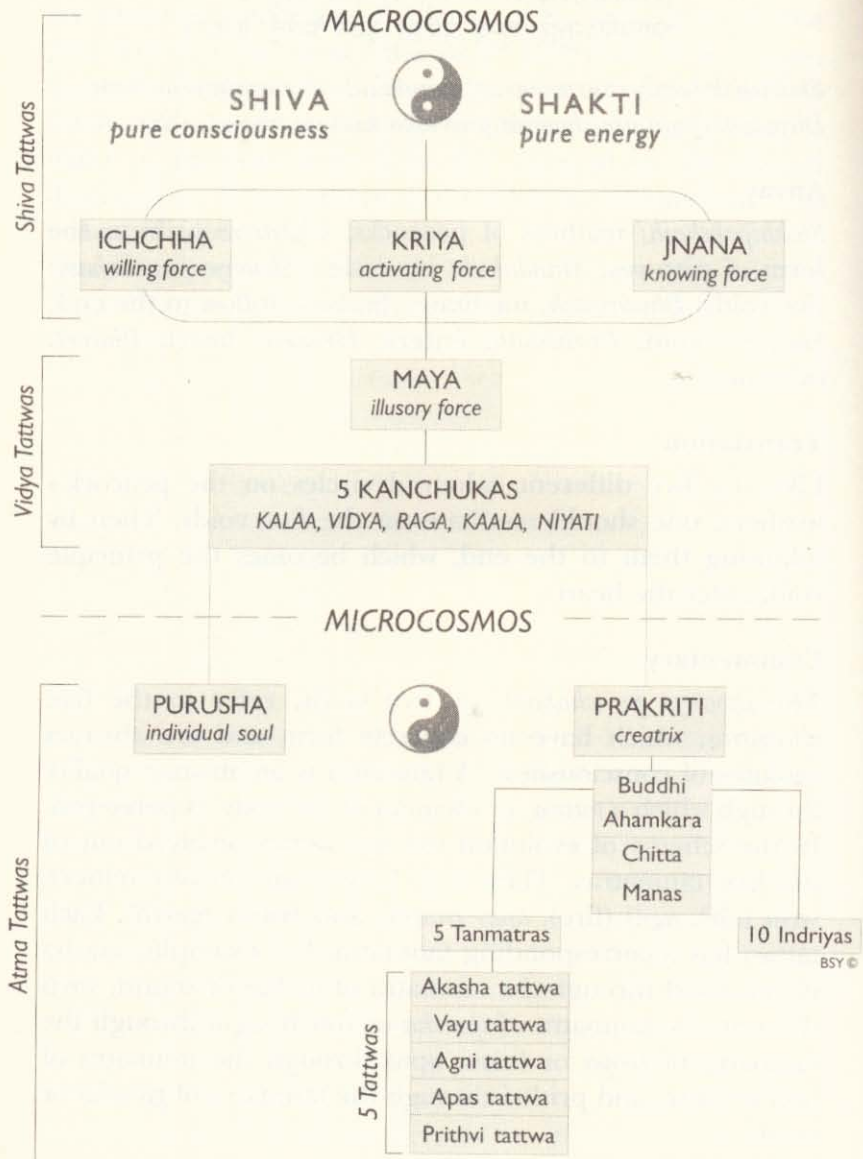 MACROCOSMOS
SHIVA
pure consciousness
SHAKTI
pure energy
Shiva Tattwas
ICHCHHA
willing force
KRIYA
activating force
JNANA
knowing force
Vidya Tattwas
MAYA
illusory force
5 KANCHUKAS
KALAA, VIDYA, RAGA, KAALA, NIYATI
MICROCOSMOS
Atma Tattwas
PURUSHA
individual soul
PRAKRITI
creatrix
Buddhi
Ahamkara
Chitta
Manas
5 Tanmatras
10 Indriyas
BSY ©
5 Tattwas
Akasha tattwa
Vayu tattwa
Agni tattwa
Apas tattwa
Prithvi tattwa